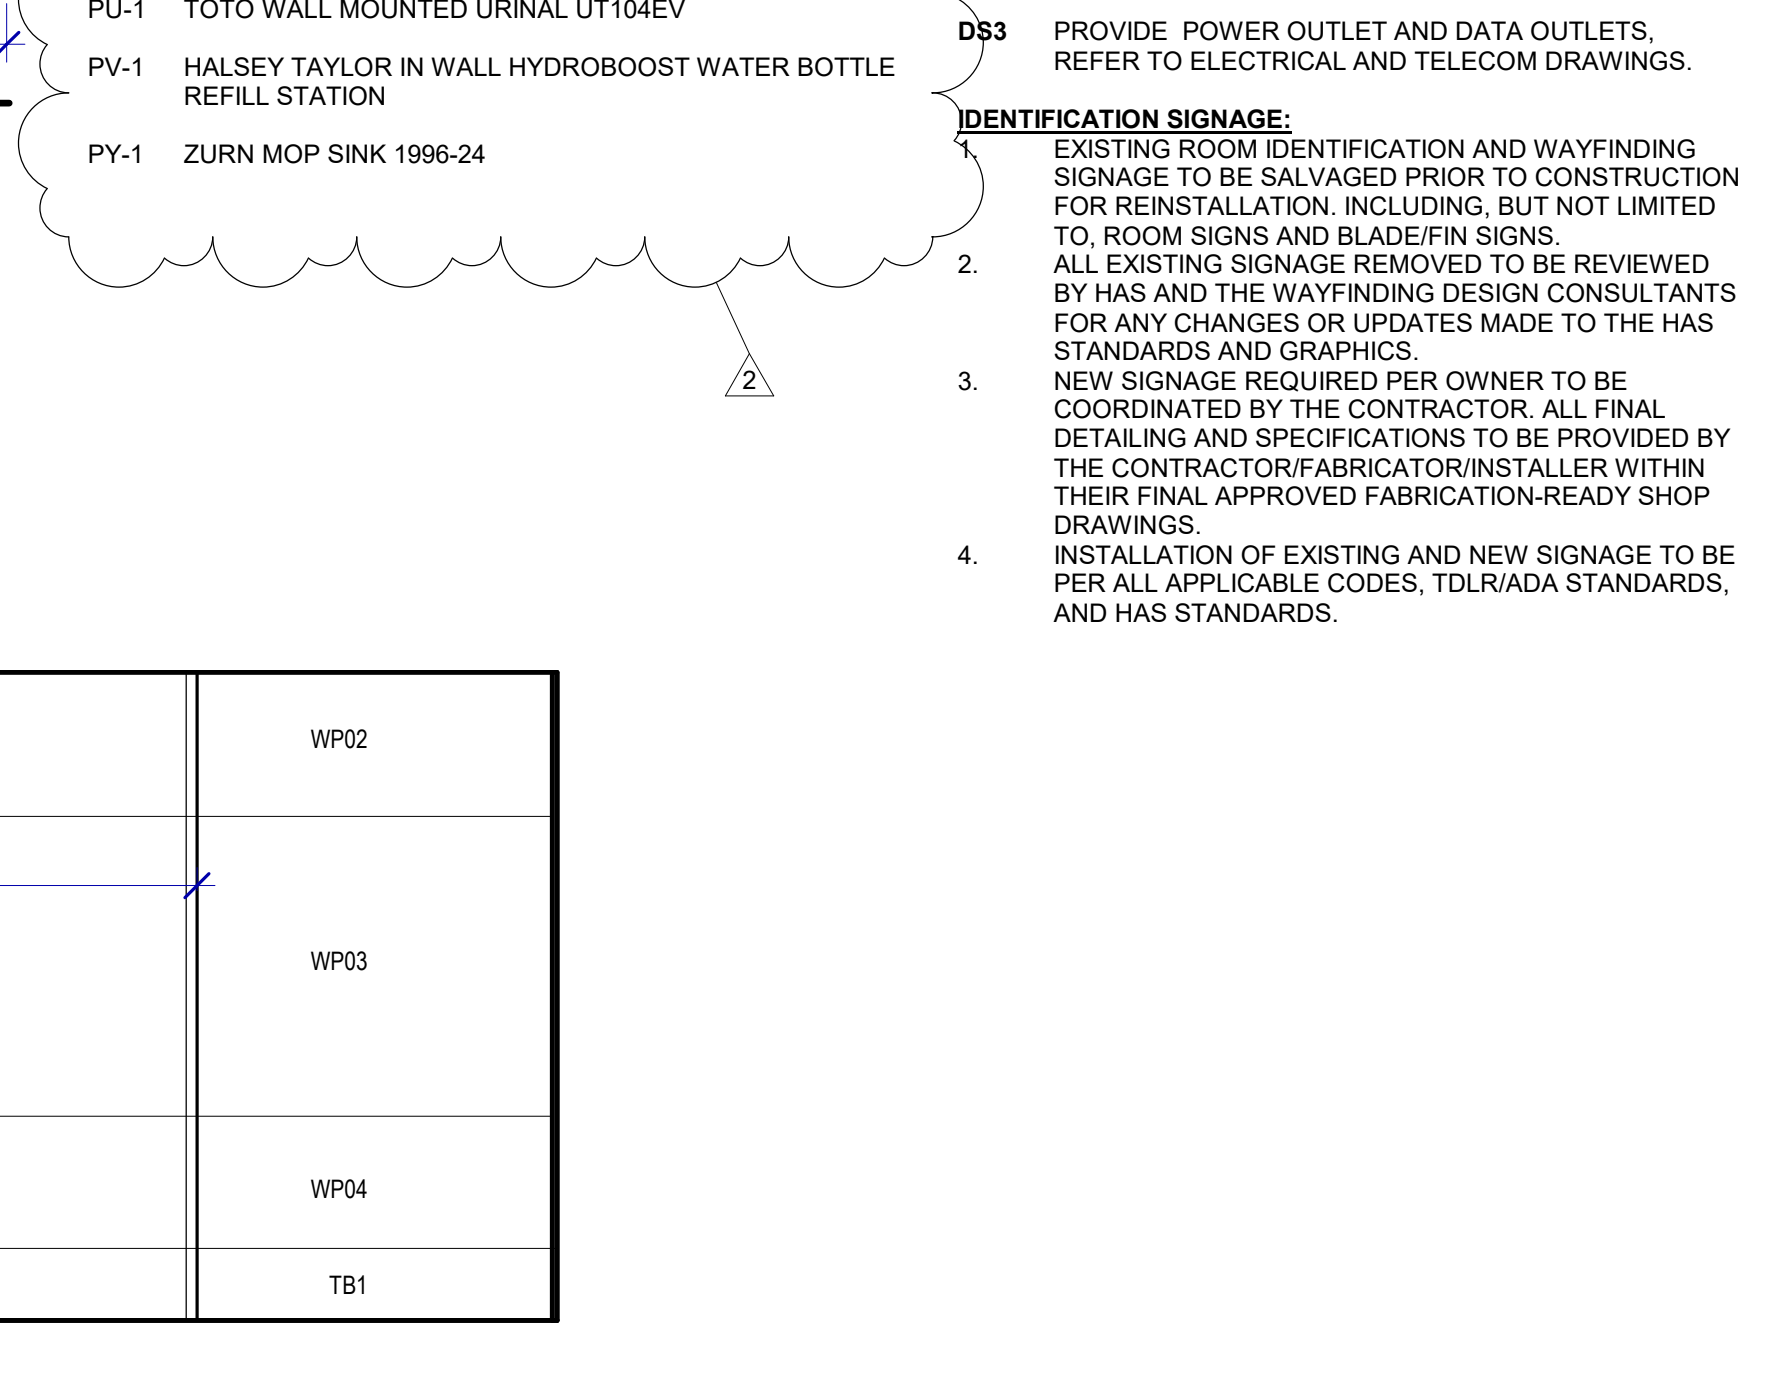 PU-1 TOTO WALL MOUNTED URINAL UT104EV
PV-1 HALSEY TAYLOR IN WALL HYDROBOOST WATER BOTTLE
REFILL STATION
PY-1 ZURN MOP SINK 1996-24
2
DS3 PROVIDE POWER OUTLET AND DATA OUTLETS,
REFER TO ELECTRICAL AND TELECOM DRAWINGS.
IDENTIFICATION SIGNAGE:
1. EXISTING ROOM IDENTIFICATION AND WAYFINDING
SIGNAGE TO BE SALVAGED PRIOR TO CONSTRUCTION
FOR REINSTALLATION. INCLUDING, BUT NOT LIMITED
TO, ROOM SIGNS AND BLADE/FIN SIGNS.
2. ALL EXISTING SIGNAGE REMOVED TO BE REVIEWED
BY HAS AND THE WAYFINDING DESIGN CONSULTANTS
FOR ANY CHANGES OR UPDATES MADE TO THE HAS
STANDARDS AND GRAPHICS.
3. NEW SIGNAGE REQUIRED PER OWNER TO BE
COORDINATED BY THE CONTRACTOR. ALL FINAL
DETAILING AND SPECIFICATIONS TO BE PROVIDED BY
THE CONTRACTOR/FABRICATOR/INSTALLER WITHIN
THEIR FINAL APPROVED FABRICATION-READY SHOP
DRAWINGS.
4. INSTALLATION OF EXISTING AND NEW SIGNAGE TO BE
PER ALL APPLICABLE CODES, TDLR/ADA STANDARDS,
AND HAS STANDARDS.
WP02
WP03
WP04
TB1